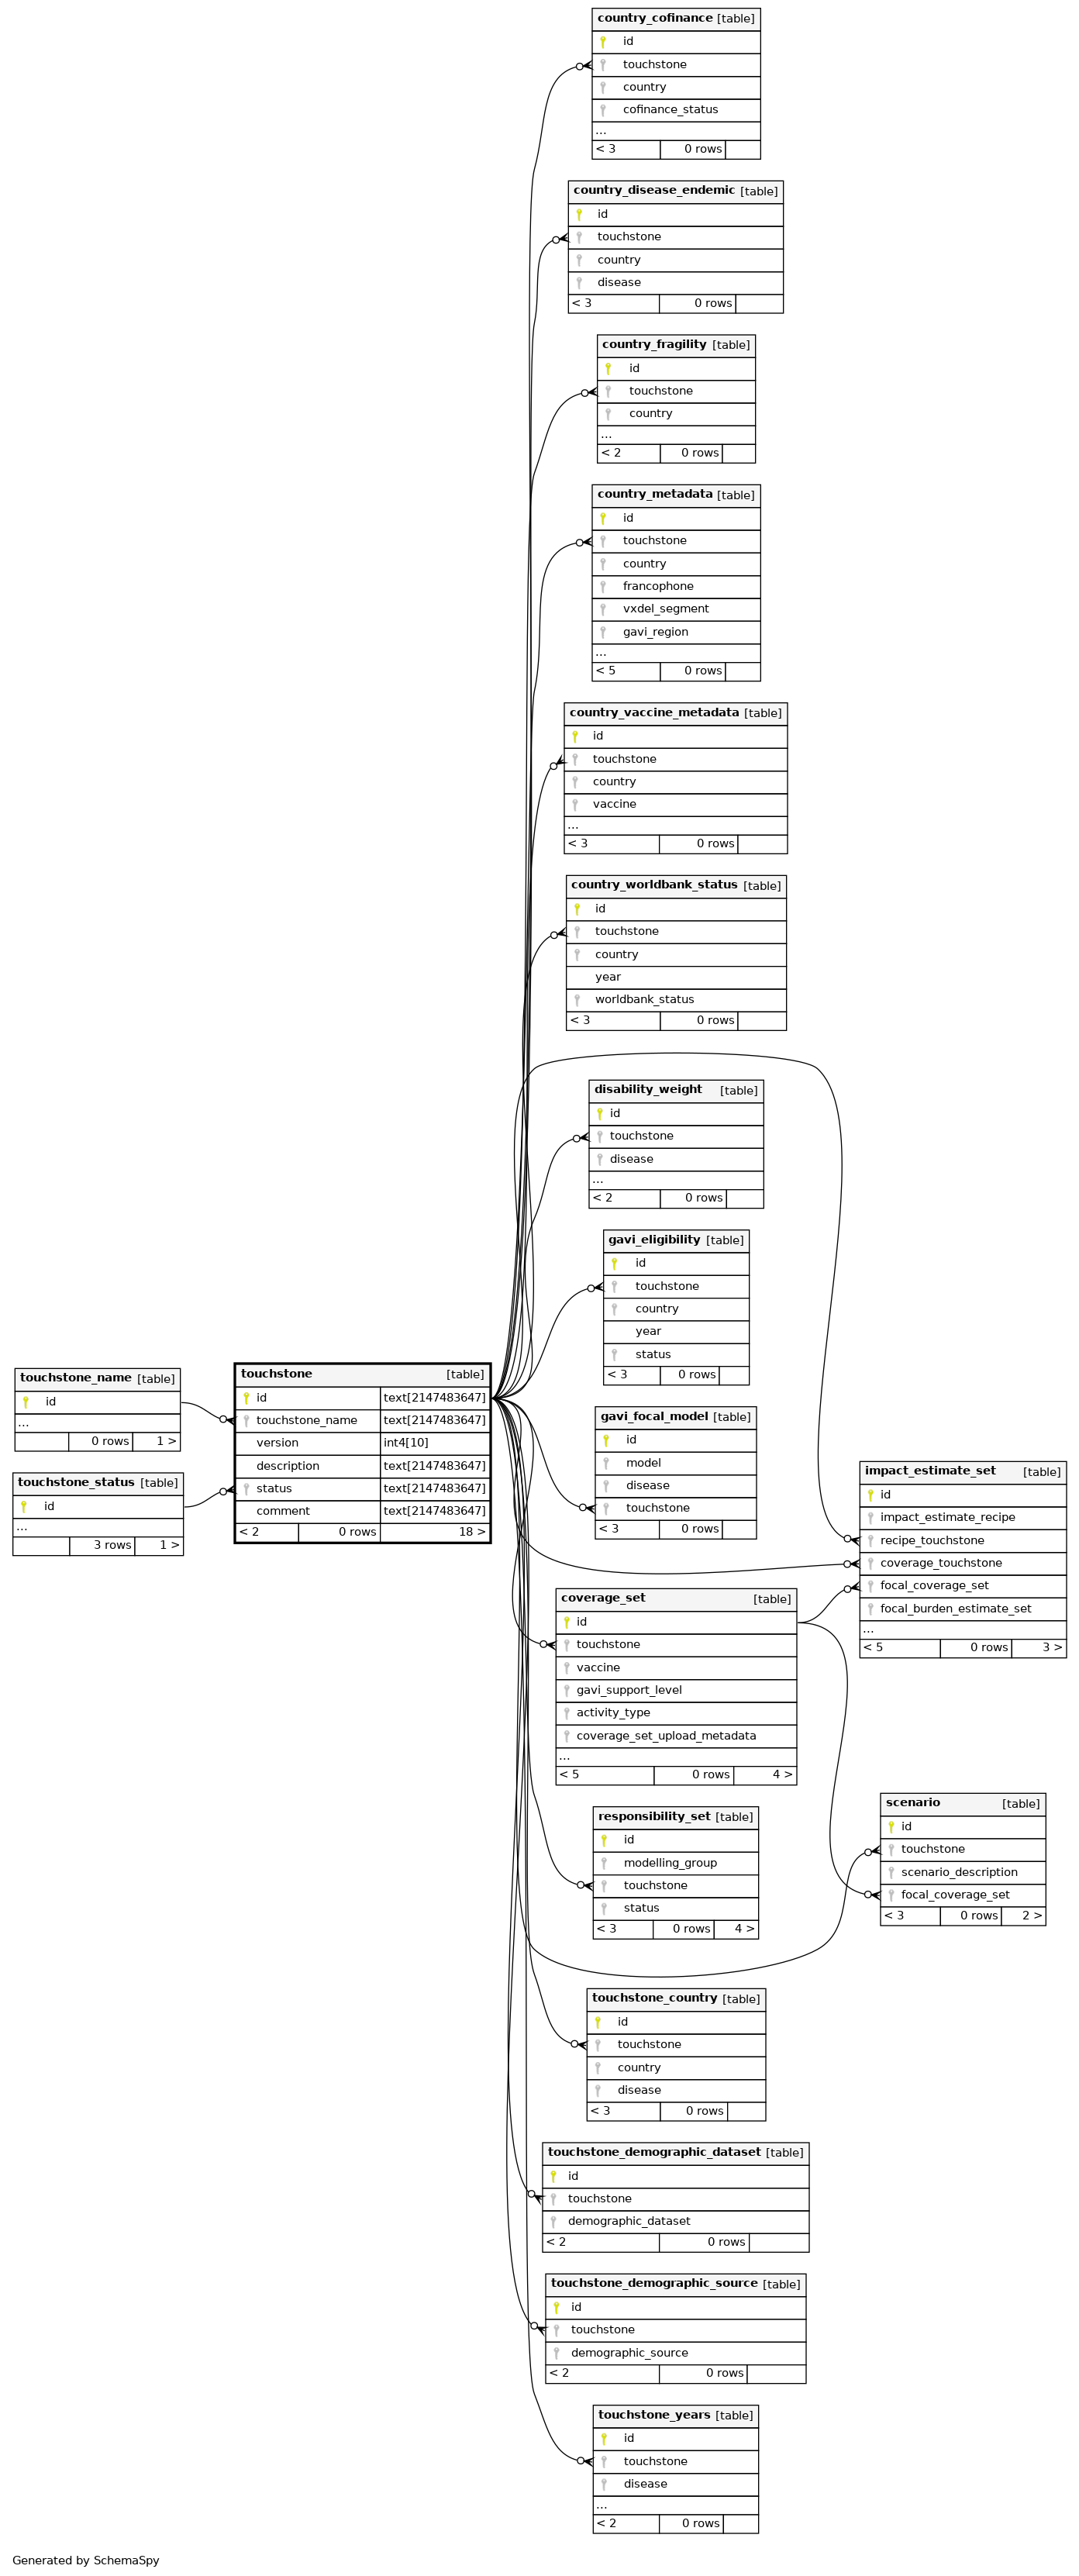 country_cofinance [table]
id
touchstone
country
cofinance_status
...
< 3 0 rows
country_disease_endemic [table]
id
touchstone
country
disease
< 3 0 rows
country_fragility [table]
id
touchstone
country
...
< 2 0 rows
country_metadata [table]
id
touchstone
country
francophone
vxdel_segment
gavi_region
...
< 5 0 rows
country_vaccine_metadata [table]
id
touchstone
country
vaccine
...
< 3 0 rows
country_worldbank_status [table]
id
touchstone
country
year
worldbank_status
< 3 0 rows
disability_weight [table]
id
touchstone
disease
...
< 2 0 rows
gavi_eligibility [table]
id
touchstone
country
year
status
< 3 0 rows
touchstone_name [table]
id
...
0 rows 1 >
touchstone_status [table]
id
...
3 rows 1 >
touchstone [table]
id text[2147483647]
touchstone_name text[2147483647]
version int4[10]
description text[2147483647]
status text[2147483647]
comment text[2147483647]
< 2 0 rows 18 >
gavi_focal_model [table]
id
model
disease
touchstone
< 3 0 rows
impact_estimate_set [table]
id
impact_estimate_recipe
recipe_touchstone
coverage_touchstone
focal_coverage_set
focal_burden_estimate_set
...
< 5 0 rows 3 >
coverage_set [table]
id
touchstone
vaccine
gavi_support_level
activity_type
coverage_set_upload_metadata
...
< 5 0 rows 4 >
scenario [table]
id
touchstone
scenario_description
focal_coverage_set
< 3 0 rows 2 >
responsibility_set [table]
id
modelling_group
touchstone
status
< 3 0 rows 4 >
touchstone_country [table]
id
touchstone
country
disease
< 3 0 rows
touchstone_demographic_dataset [table]
id
touchstone
demographic_dataset
< 2 0 rows
touchstone_demographic_source [table]
id
touchstone
demographic_source
< 2 0 rows
touchstone_years [table]
id
touchstone
disease
...
< 2 0 rows
Generated by SchemaSpy